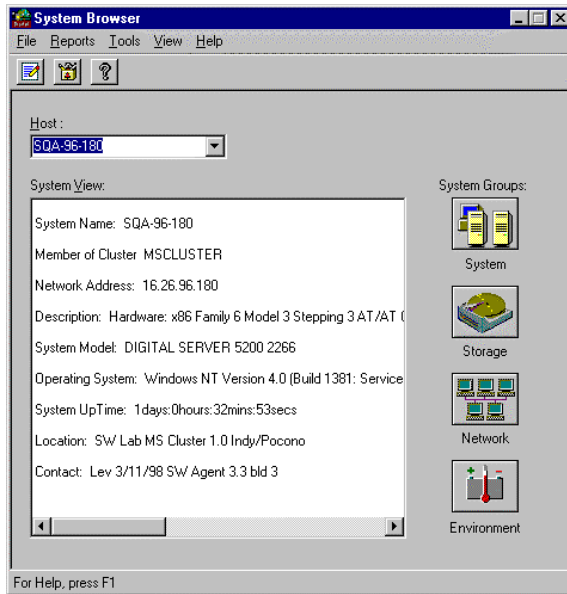 System Browser
File Reports Tools View Help
Host :
SQA-96-180
System View:
System Groups:
System Name: SQA-96-180
Member of Cluster MSCLUSTER
Network Address: 16.26.96.180
Description: Hardware: x86 Family 6 Model 3 Stepping 3 AT/AT
System Model: DIGITAL SERVER 5200 2266
Operating System: Windows NT Version 4.0 (Build 1381: Service
System UpTime: 1days:0hours:32mins:53secs
Location: SW Lab MS Cluster 1.0 Indy/Pocono
Contact: Lev 3/11/98 SW Agent 3.3 bld 3
System
Storage
Network
Environment
For Help, press F1